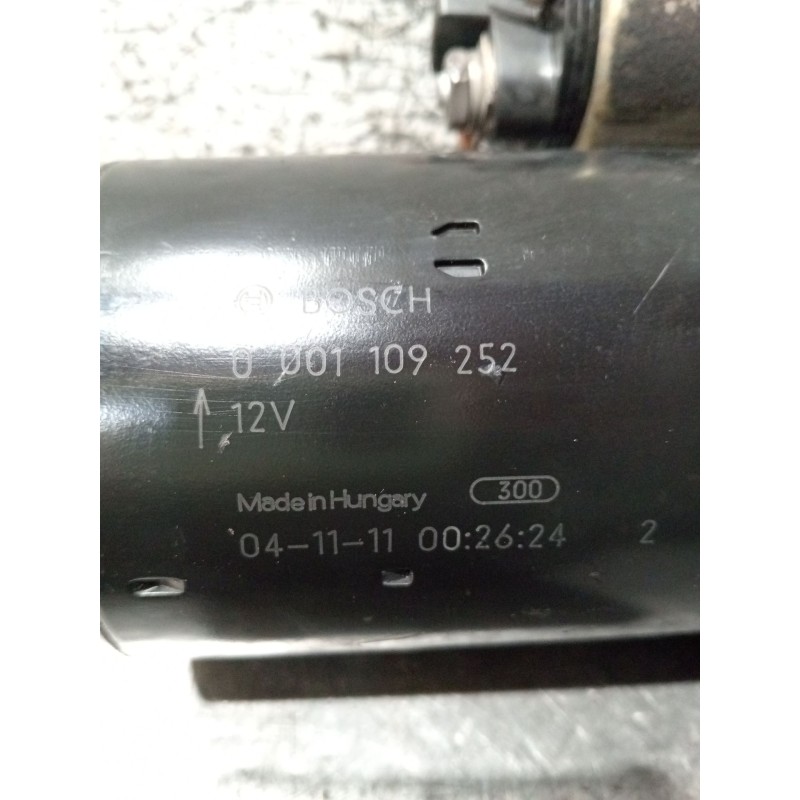 BOSCH
0 001 109 252
12V
Made in Hungary 300
04-11-11 00:26:24 2